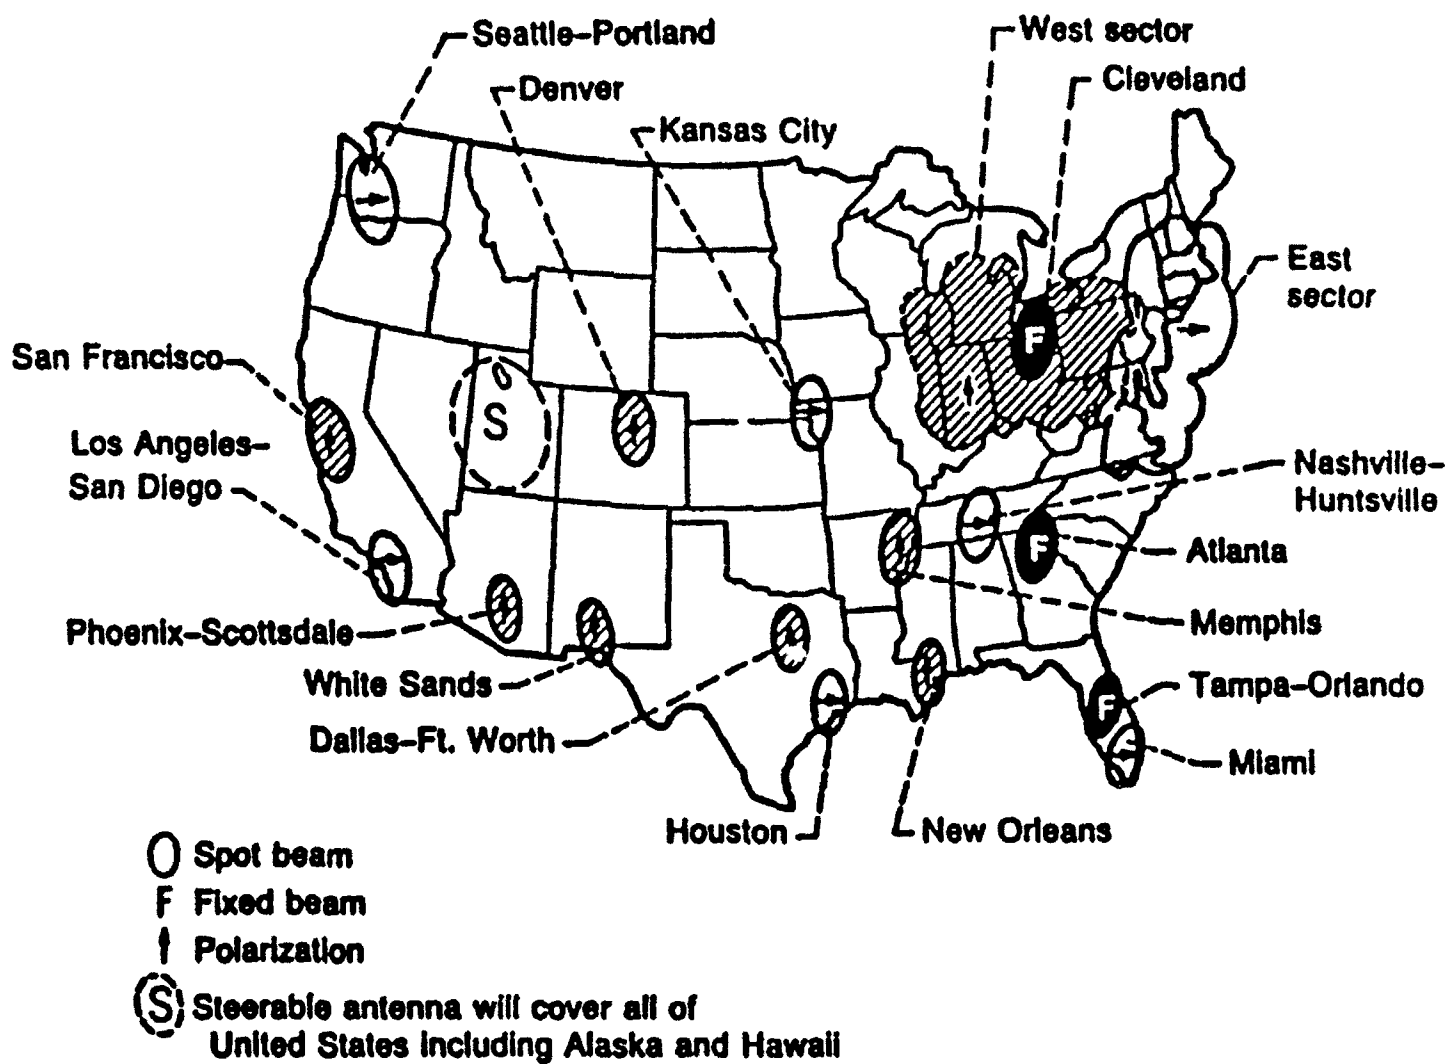 Seattle-Portland
West sector
Denver
Cleveland
Kansas City
East
sector
San Francisco
Los Angeles-
San Diego
S
F
Nashville-
Huntsville
F
Atlanta
Phoenix-Scottsdale
Memphis
White Sands
F
Tampa-Orlando
Dallas-Ft. Worth
Miami
Houston
New Orleans
Spot beam
F Fixed beam
Polarization
S Steerable antenna will cover all of
United States including Alaska and Hawaii